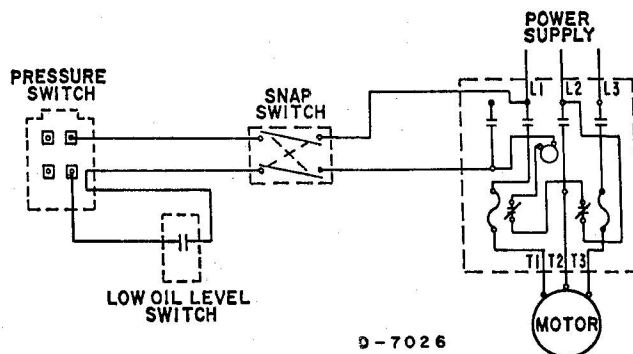 POWER
SUPPLY
PRESSURE
SWITCH
SNAP
SWITCH
L1 L2 L3
LOW OIL LEVEL
SWITCH
T1 T2 T3
MOTOR
D-7026